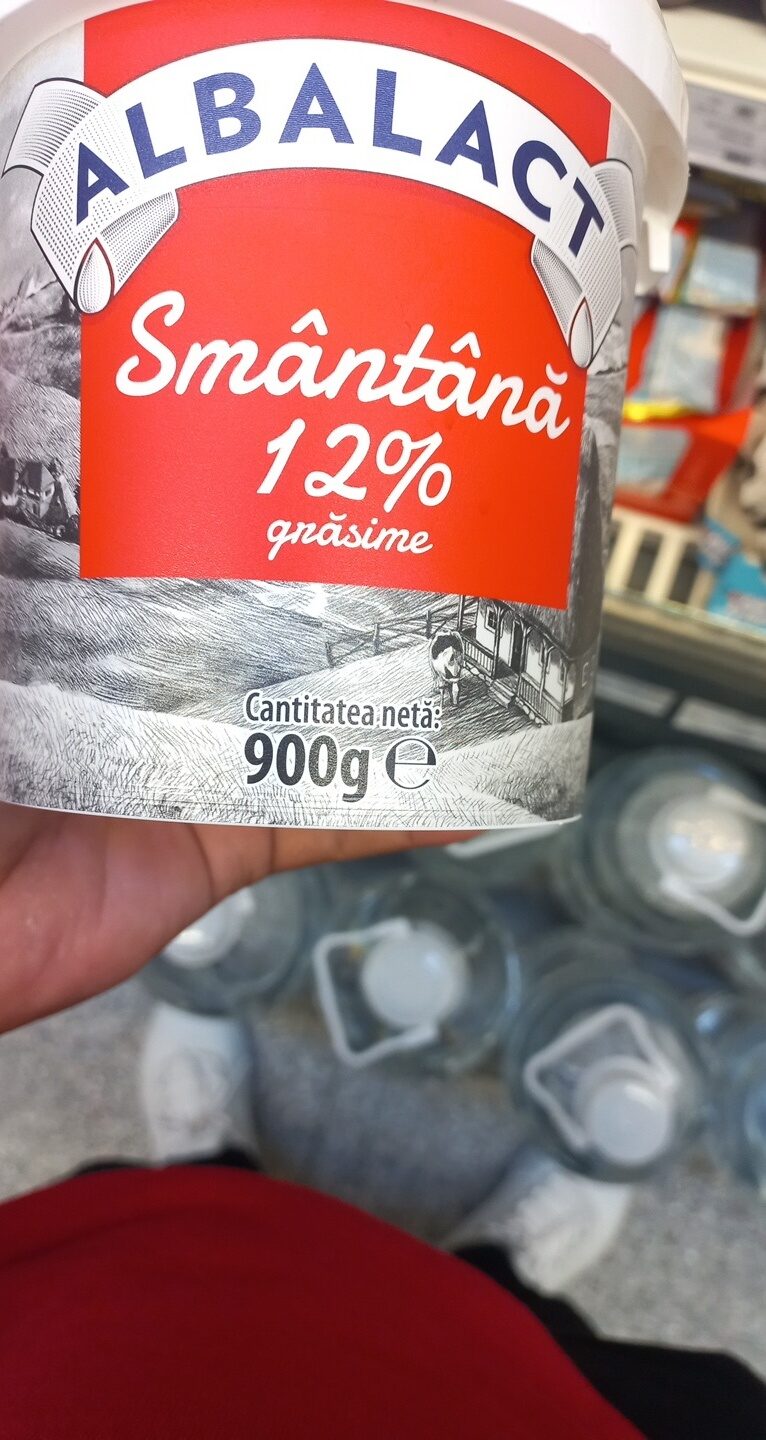 ALBALACT
Smântână
12%
grăsime
Cantitatea netă:
900g e